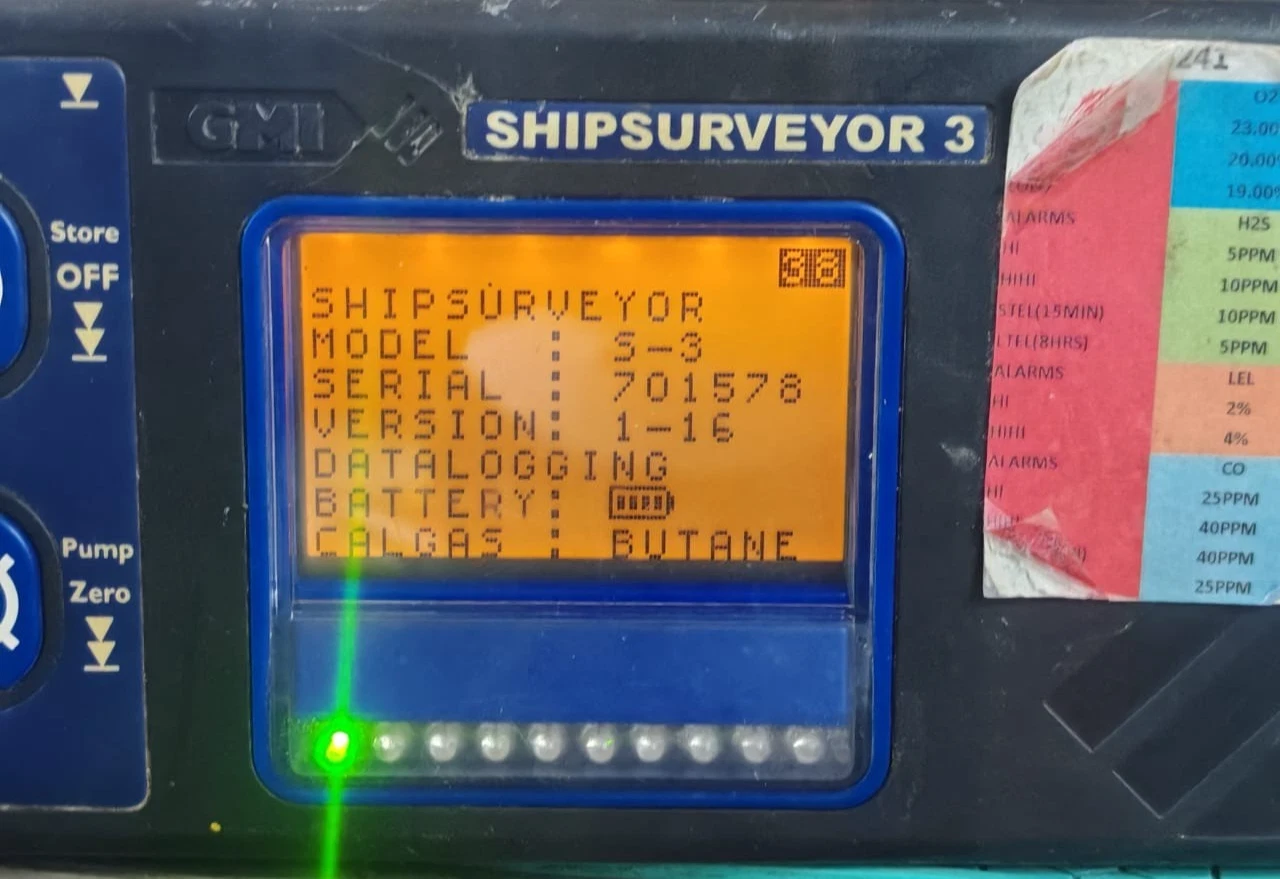 GMI
SHIPSURVEYOR 3
Store
OFF
Pump
Zero
38
SHIPSURVEYOR
MODEL : S-3
SERIAL : 701578
VERSION: 1-16
DATALOGGING
BATTERY:
CALGAS : BUTANE
241
O2
23.00
20.00%
19.00%
ALARMS H2S
HI 5PPM
HIHI 10PPM
STEL(15MIN) 10PPM
LTEL(8HRS) 5PPM
ALARMS LEL
HI 2%
HIHI 4%
ALARMS CO
HI 25PPM
40PPM
40PPM
25PPM